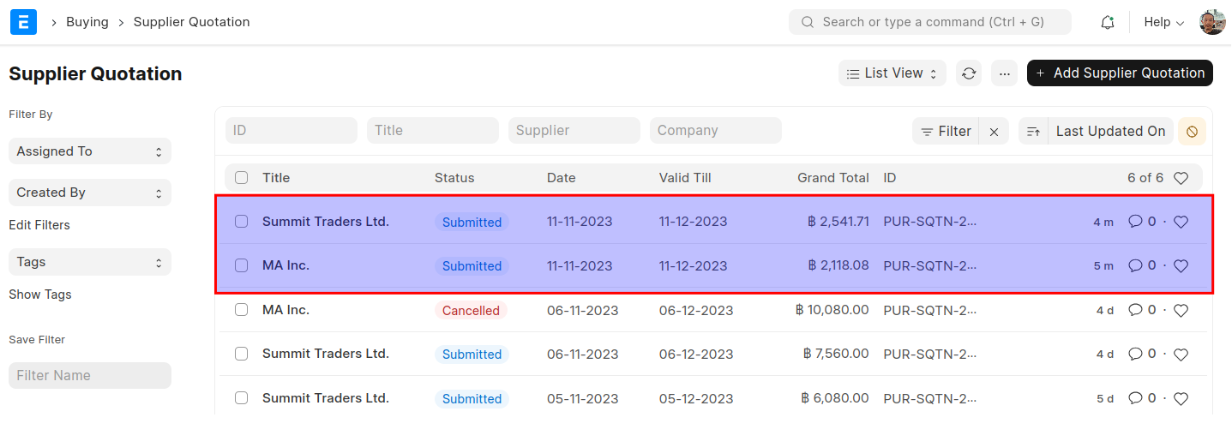 E > Buying > Supplier Quotation Search or type a command (Ctrl + G) Help
Supplier Quotation List View ... + Add Supplier Quotation
Filter By
Assigned To
Created By
Edit Filters
Tags
Show Tags
Save Filter
Filter Name
ID Title Supplier Company Filter × Last Updated On
Title Status Date Valid Till Grand Total ID 6 of 6
Summit Traders Ltd. Submitted 11-11-2023 11-12-2023 ฿ 2,541.71 PUR-SQTN-2... 4 m 0 ·
MA Inc. Submitted 11-11-2023 11-12-2023 ฿ 2,118.08 PUR-SQTN-2... 5 m 0 ·
MA Inc. Cancelled 06-11-2023 06-12-2023 ฿ 10,080.00 PUR-SQTN-2... 4 d 0 ·
Summit Traders Ltd. Submitted 06-11-2023 06-12-2023 ฿ 7,560.00 PUR-SQTN-2... 4 d 0 ·
Summit Traders Ltd. Submitted 05-11-2023 05-12-2023 ฿ 6,080.00 PUR-SQTN-2... 5 d 0 ·